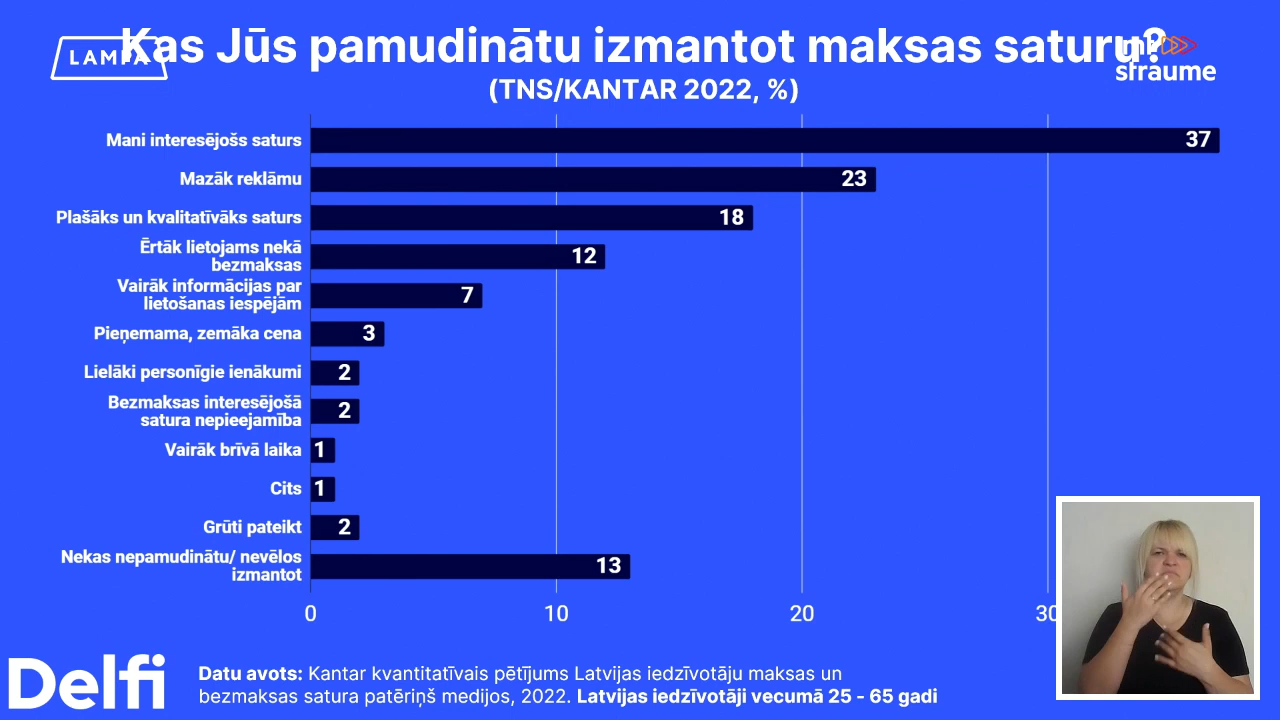 LAMPA
Kas Jūs pamudinātu izmantot maksas saturu?
straume
(TNS/KANTAR 2022, %)
Mani interesējošs saturs 37
Mazāk reklāmu 23
Plašāks un kvalitatīvāks saturs 18
Ērtāk lietojams nekā
bezmaksas 12
Vairāk informācijas par
lietošanas iespējām 7
Pieņemama, zemāka cena 3
Lielāki personīgie ienākumi 2
Bezmaksas interesējošā
satura nepieejamība 2
Vairāk brīvā laika 1
Cits 1
Grūti pateikt 2
Nekas nepamudinātu/ nevēlos
izmantot 13
0 10 20 30
Delfi
Datu avots: Kantar kvantitatīvais pētījums Latvijas iedzīvotāju maksas un
bezmaksas satura patēriņš medijos, 2022. Latvijas iedzīvotāji vecumā 25 - 65 gadi